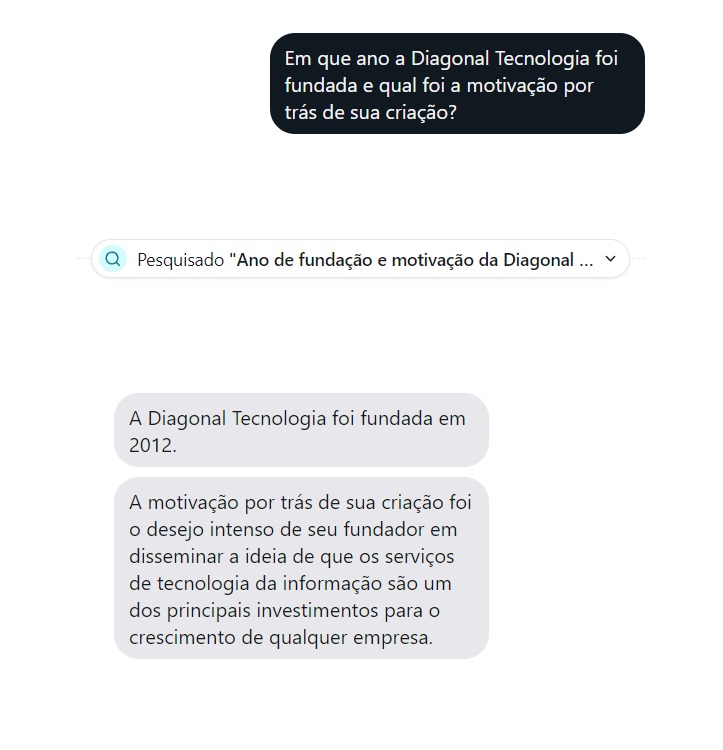 Em que ano a Diagonal Tecnologia foi
fundada e qual foi a motivação por
trás de sua criação?
Pesquisado "Ano de fundação e motivação da Diagonal ...
A Diagonal Tecnologia foi fundada em
2012.
A motivação por trás de sua criação foi
o desejo intenso de seu fundador em
disseminar a ideia de que os serviços
de tecnologia da informação são um
dos principais investimentos para o
crescimento de qualquer empresa.